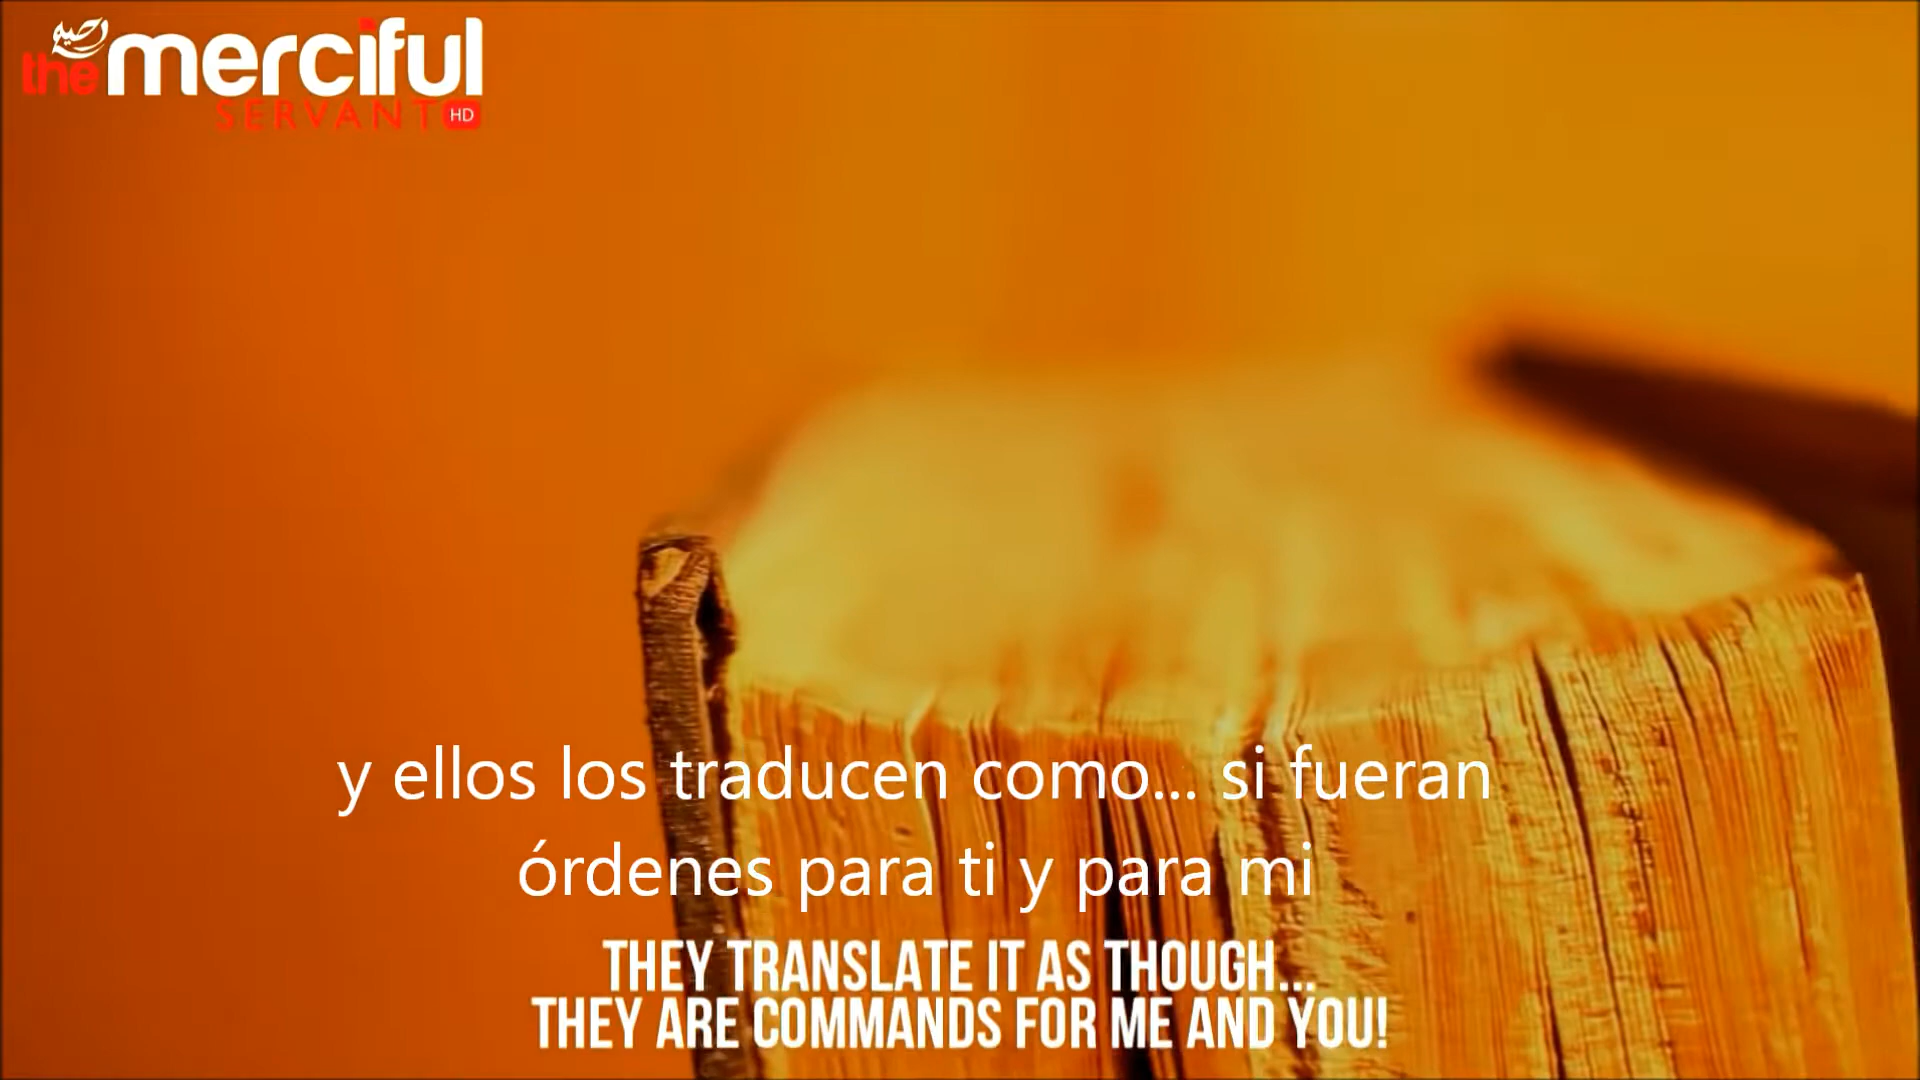 the merciful
SERVANT HD
y ellos los traducen como... si fueran
órdenes para ti y para mi
THEY TRANSLATE IT AS THOUGH...
THEY ARE COMMANDS FOR ME AND YOU!